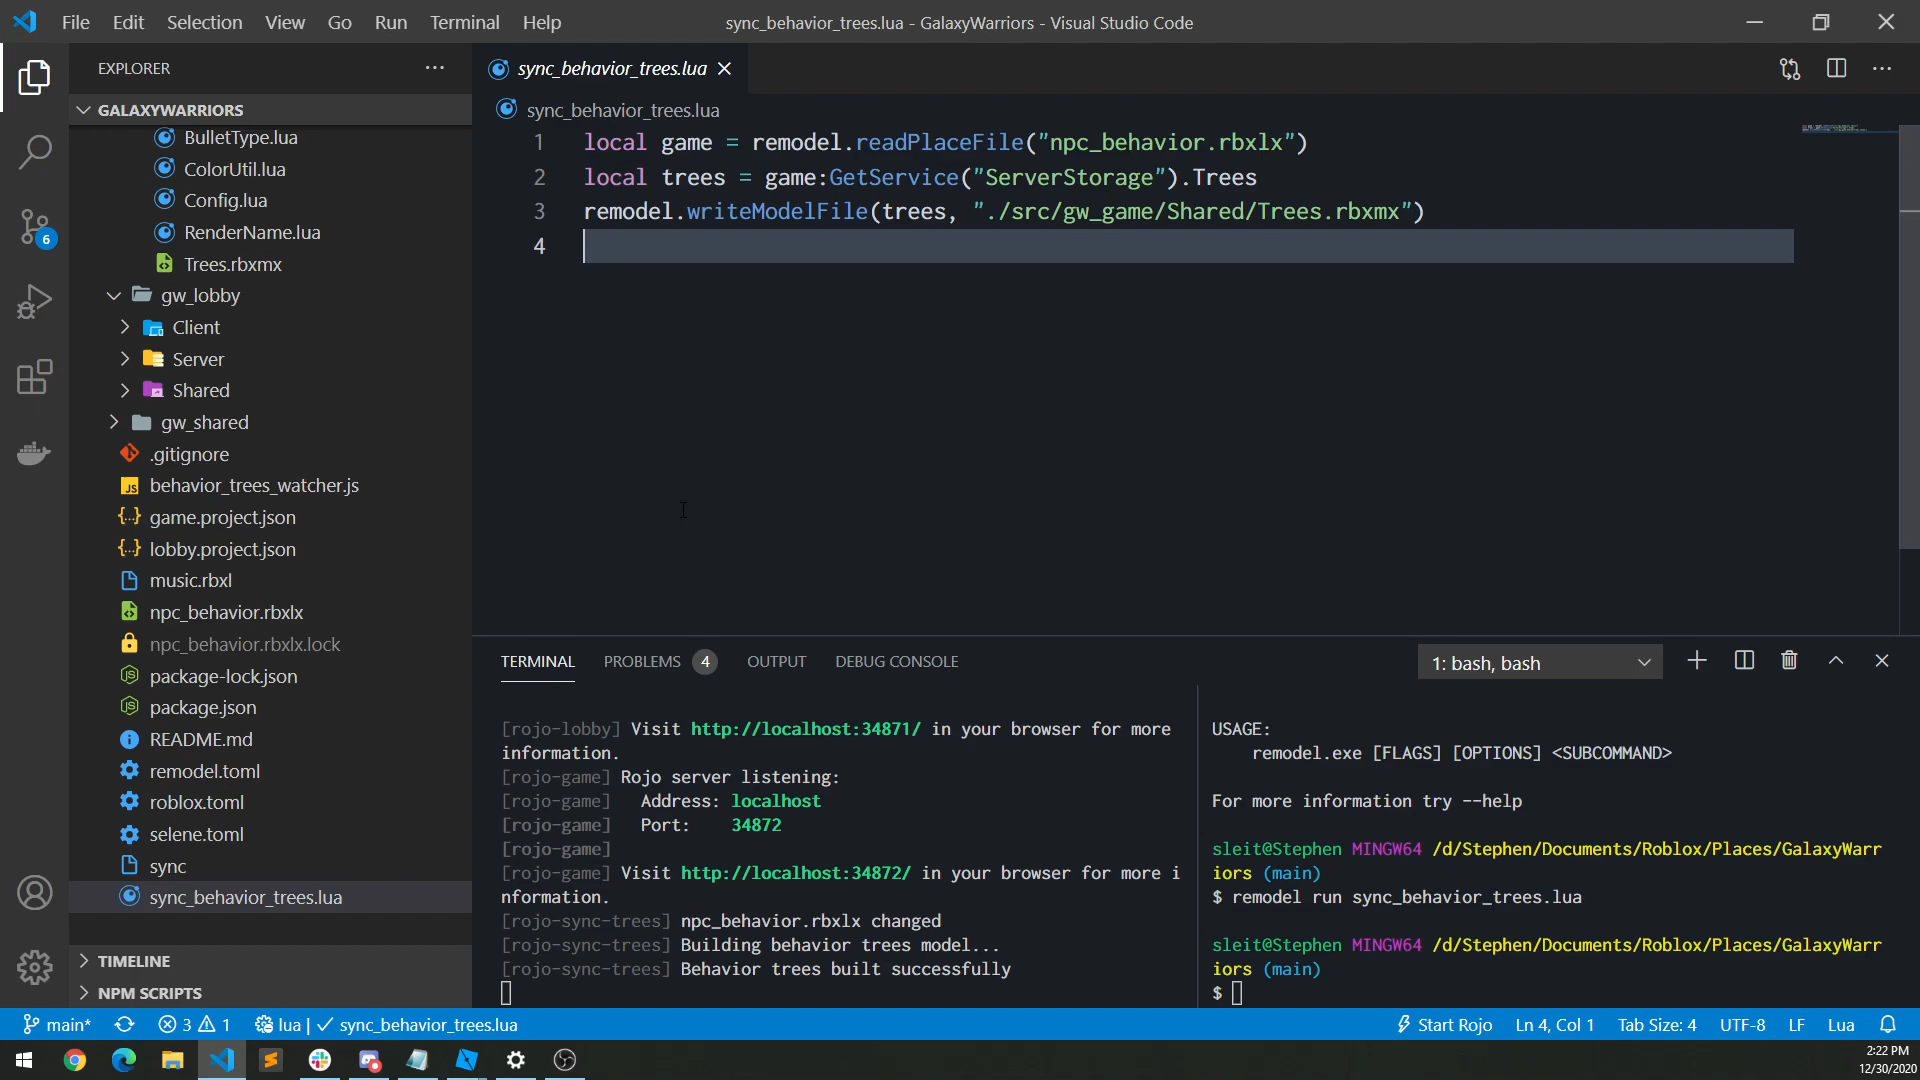 File Edit Selection View Go Run Terminal Help
sync_behavior_trees.lua - GalaxyWarriors - Visual Studio Code
EXPLORER
GALAXYWARRIORS
BulletType.lua
ColorUtil.lua
Config.lua
RenderName.lua
Trees.rbxmx
gw_lobby
Client
Server
Shared
gw_shared
.gitignore
behavior_trees_watcher.js
game.project.json
lobby.project.json
music.rbxl
npc_behavior.rbxlx
npc_behavior.rbxlx.lock
package-lock.json
package.json
README.md
remodel.toml
roblox.toml
selene.toml
sync
sync_behavior_trees.lua
TIMELINE
NPM SCRIPTS
6
sync_behavior_trees.lua
sync_behavior_trees.lua
1 local game = remodel.readPlaceFile("npc_behavior.rbxlx")
2 local trees = game:GetService("ServerStorage").Trees
3 remodel.writeModelFile(trees, "./src/gw_game/Shared/Trees.rbxmx")
4
TERMINAL PROBLEMS 4 OUTPUT DEBUG CONSOLE
1: bash, bash
[rojo-lobby] Visit http://localhost:34871/ in your browser for more
information.
[rojo-game] Rojo server listening:
[rojo-game]   Address: localhost
[rojo-game]   Port:    34872
[rojo-game]
[rojo-game] Visit http://localhost:34872/ in your browser for more i
nformation.
[rojo-sync-trees] npc_behavior.rbxlx changed
[rojo-sync-trees] Building behavior trees model...
[rojo-sync-trees] Behavior trees built successfully
USAGE:
    remodel.exe [FLAGS] [OPTIONS] <SUBCOMMAND>
For more information try --help
sleit@Stephen MINGW64 /d/Stephen/Documents/Roblox/Places/GalaxyWarr
iors (main)
$ remodel run sync_behavior_trees.lua
sleit@Stephen MINGW64 /d/Stephen/Documents/Roblox/Places/GalaxyWarr
iors (main)
$
main* 3 1 lua | ✓ sync_behavior_trees.lua
Start Rojo Ln 4, Col 1 Tab Size: 4 UTF-8 LF Lua
2:22 PM
12/30/2020